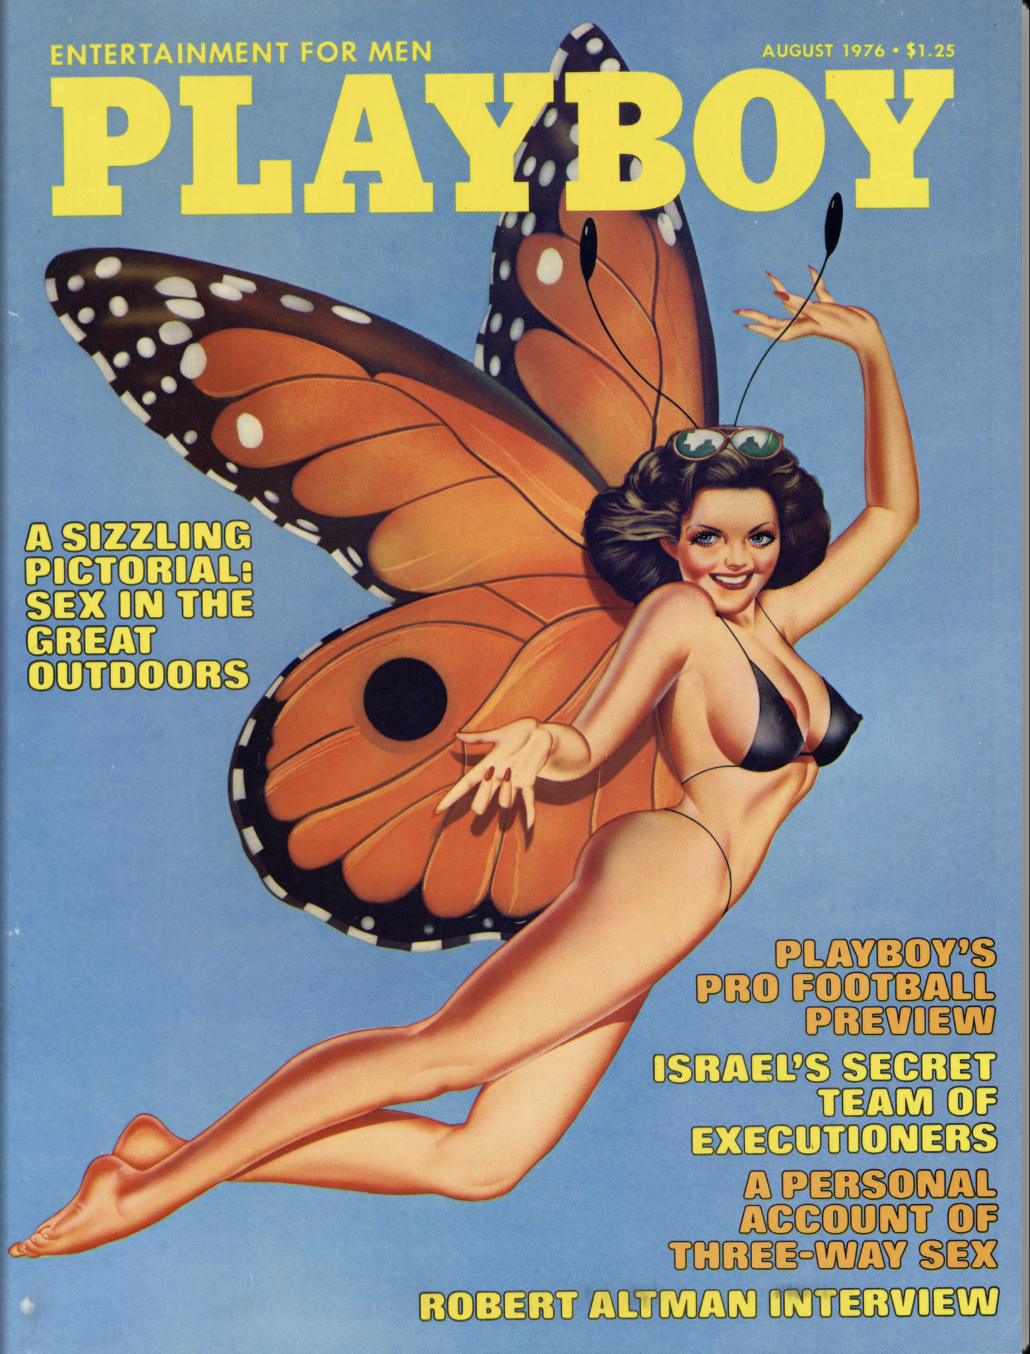 ENTERTAINMENT FOR MEN
AUGUST 1976 • $1.25
PLAYBOY
A SIZZLING
PICTORIAL:
SEX IN THE
GREAT
OUTDOORS
PLAYBOY'S
PRO FOOTBALL
PREVIEW
ISRAEL'S SECRET
TEAM OF
EXECUTIONERS
A PERSONAL
ACCOUNT OF
THREE-WAY SEX
ROBERT ALTMAN INTERVIEW